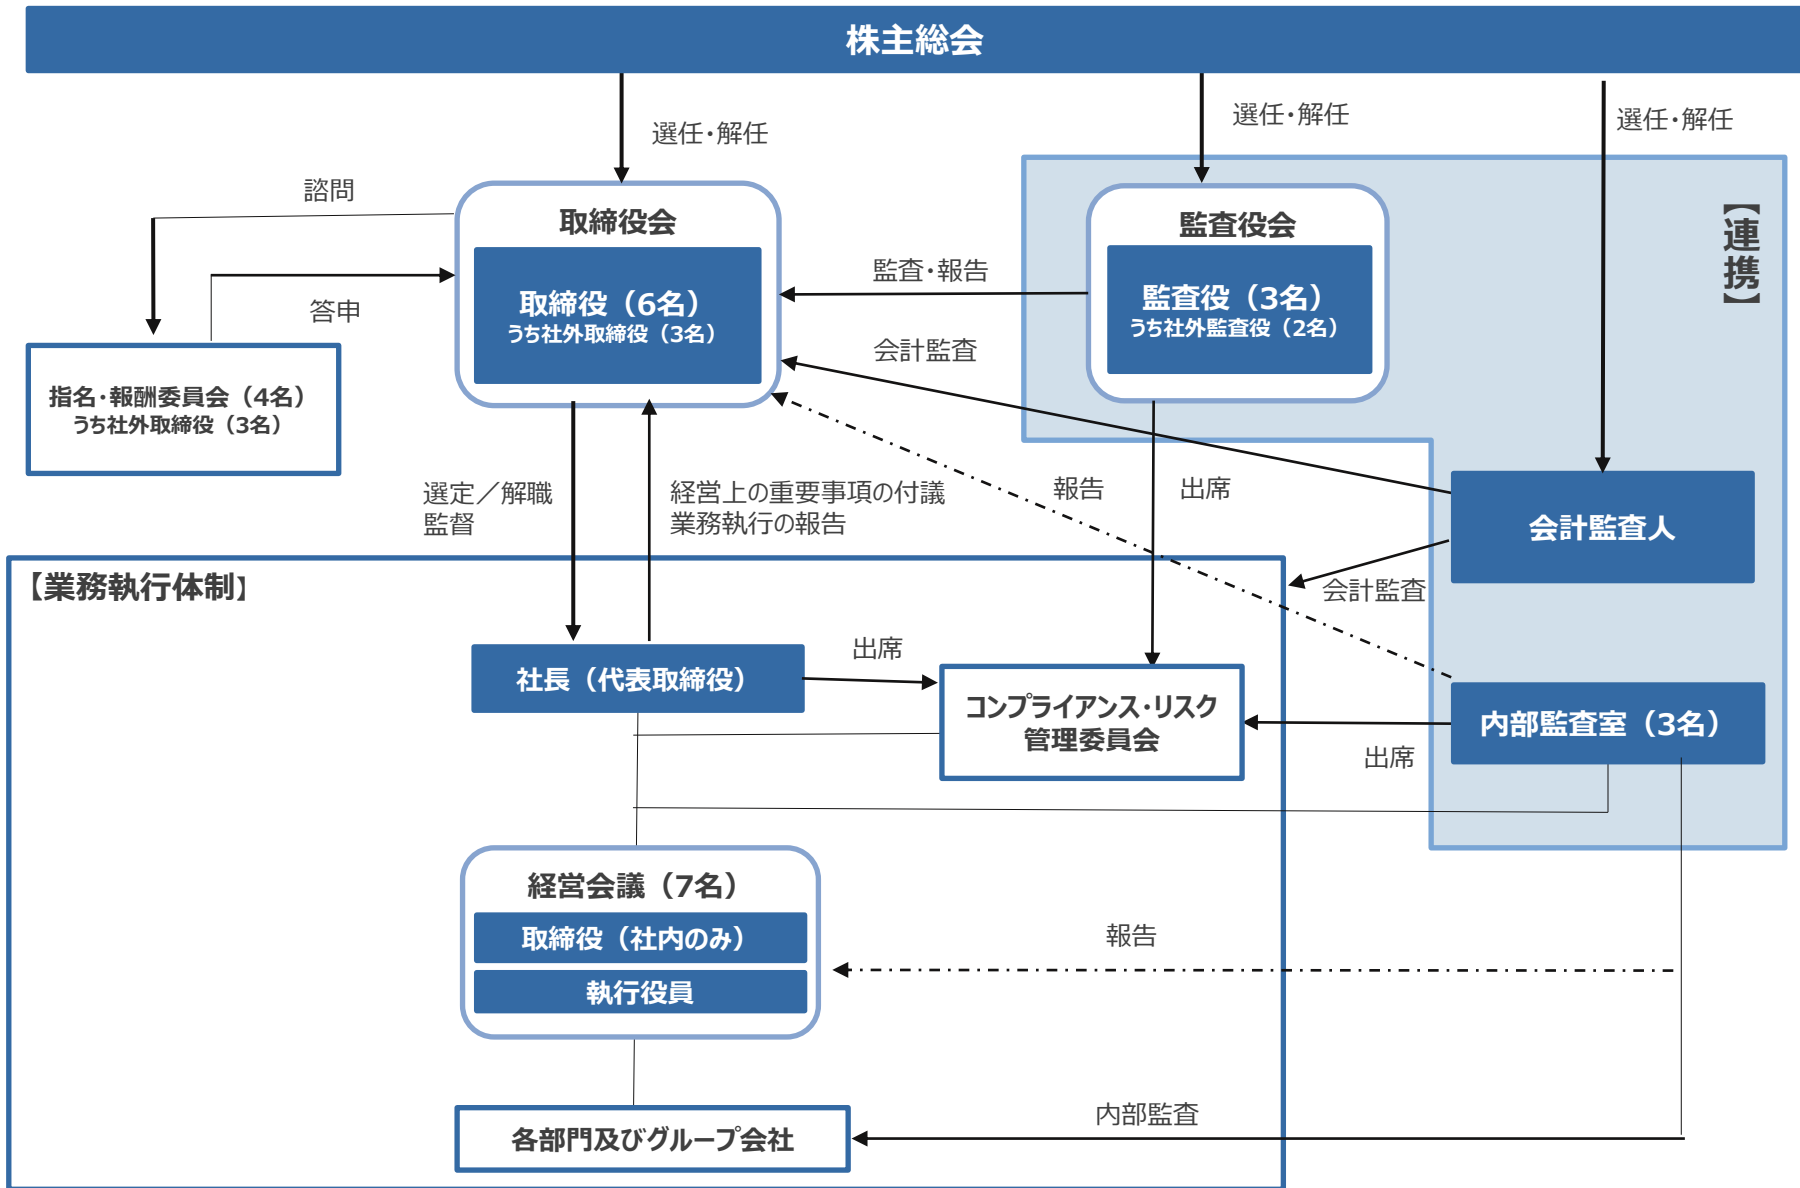 株主総会
選任・解任
選任・解任
選任・解任
諮問
答申
取締役会
取締役（6名）
うち社外取締役（3名）
監査・報告
会計監査
監査役会
監査役（3名）
うち社外監査役（2名）
【連携】
指名・報酬委員会（4名）
うち社外取締役（3名）
選定／解職
監督
経営上の重要事項の付議
業務執行の報告
報告
出席
会計監査人
会計監査
【業務執行体制】
社長（代表取締役）
出席
コンプライアンス・リスク
管理委員会
出席
内部監査室（3名）
経営会議（7名）
取締役（社内のみ）
執行役員
報告
各部門及びグループ会社
内部監査